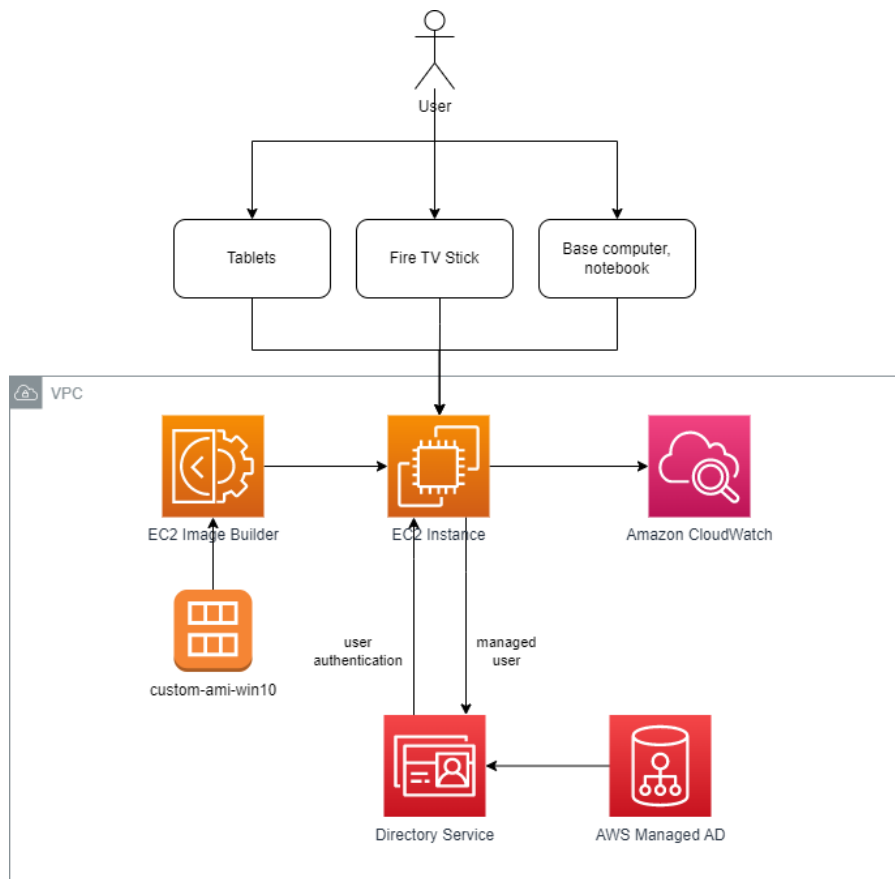 User
Tablets
Fire TV Stick
Base computer,
notebook
VPC
EC2 Image Builder
EC2 Instance
Amazon CloudWatch
user
authentication
managed
user
custom-ami-win10
Directory Service
AWS Managed AD